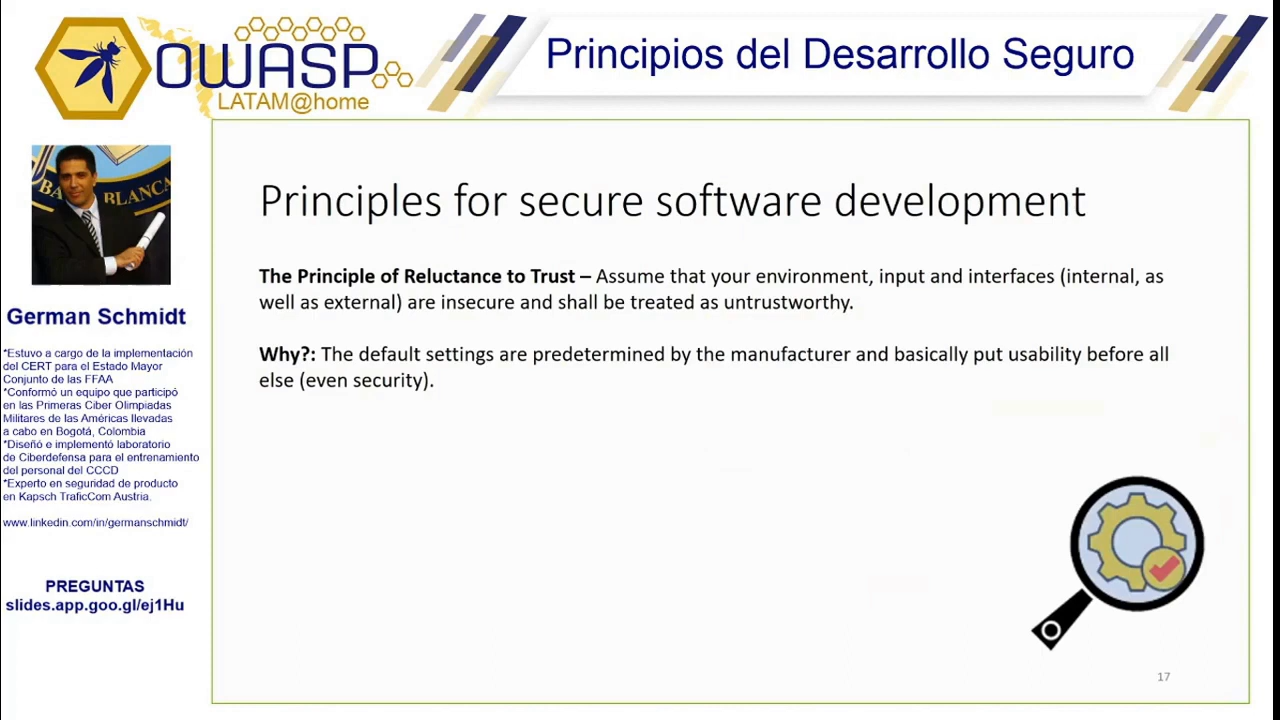 OWASP
LATAM@home
Principios del Desarrollo Seguro
BA BLANCA
German Schmidt
*Estuvo a cargo de la implementación
del CERT para el Estado Mayor
Conjunto de las FFAA
*Conformó un equipo que participó
en las Primeras Ciber Olimpiadas
Militares de las Américas llevadas
a cabo en Bogotá, Colombia
*Diseñó e implementó laboratorio
de Ciberdefensa para el entrenamiento
del personal del CCCD
*Experto en seguridad de producto
en Kapsch TraficCom Austria.
www.linkedin.com/in/germanschmidt/
PREGUNTAS
slides.app.goo.gl/ej1Hu
Principles for secure software development
The Principle of Reluctance to Trust – Assume that your environment, input and interfaces (internal, as
well as external) are insecure and shall be treated as untrustworthy.
Why?: The default settings are predetermined by the manufacturer and basically put usability before all
else (even security).
17